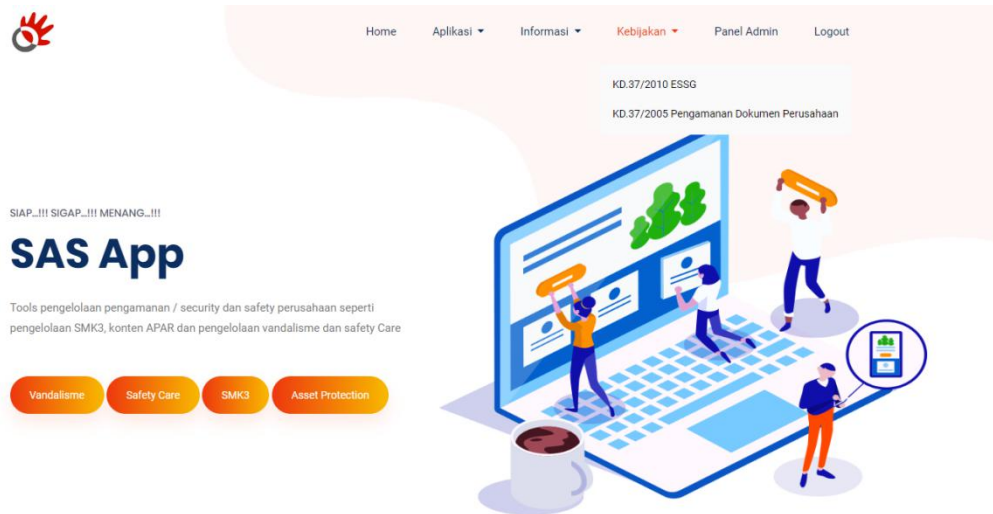 Home Aplikasi Informasi Kebijakan Panel Admin Logout
KD.37/2010 ESSG
KD.37/2005 Pengamanan Dokumen Perusahaan
SIAP...!!! SIGAP...!!! MENANG...!!!
SAS App
Tools pengelolaan pengamanan / security dan safety perusahaan seperti
pengelolaan SMK3, konten APAR dan pengelolaan vandalisme dan safety Care
Vandalisme Safety Care SMK3 Asset Protection